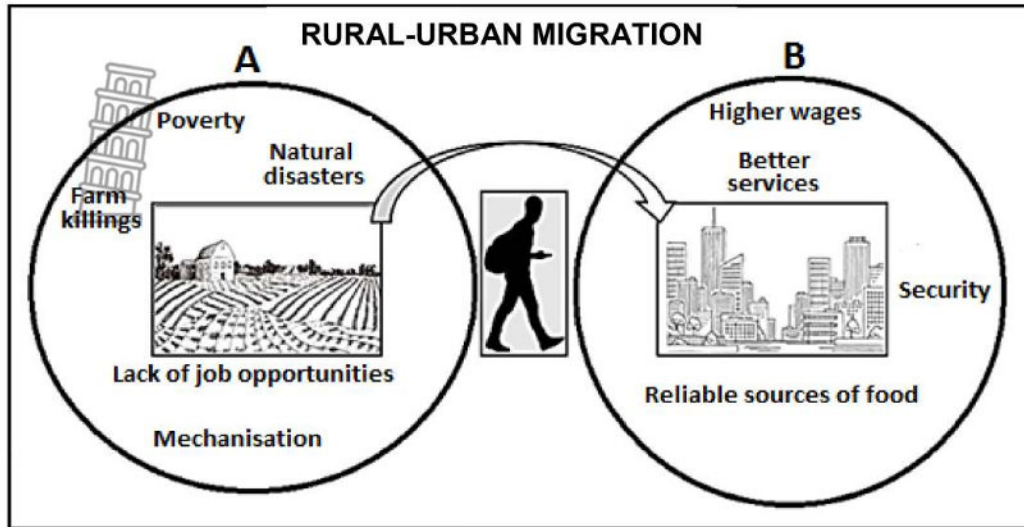 RURAL-URBAN MIGRATION
A
Poverty
Natural
disasters
Farm
killings
Lack of job opportunities
Mechanisation
B
Higher wages
Better
services
Security
Reliable sources of food